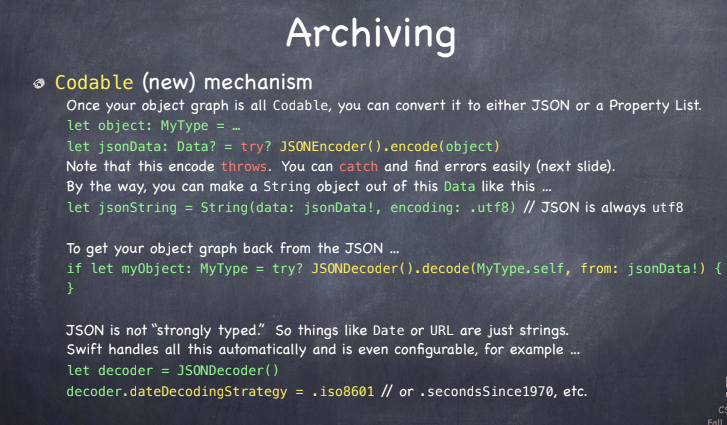 Archiving
Codable (new) mechanism
Once your object graph is all Codable, you can convert it to either JSON or a Property List.
let object: MyType = …
let jsonData: Data? = try? JSONEncoder().encode(object)
Note that this encode throws. You can catch and find errors easily (next slide).
By the way, you can make a String object out of this Data like this …
let jsonString = String(data: jsonData!, encoding: .utf8) // JSON is always utf8
To get your object graph back from the JSON …
if let myObject: MyType = try? JSONDecoder().decode(MyType.self, from: jsonData!) {
}
JSON is not “strongly typed.” So things like Date or URL are just strings.
Swift handles all this automatically and is even configurable, for example …
let decoder = JSONDecoder()
decoder.dateDecodingStrategy = .iso8601 // or .secondsSince1970, etc.
Fall